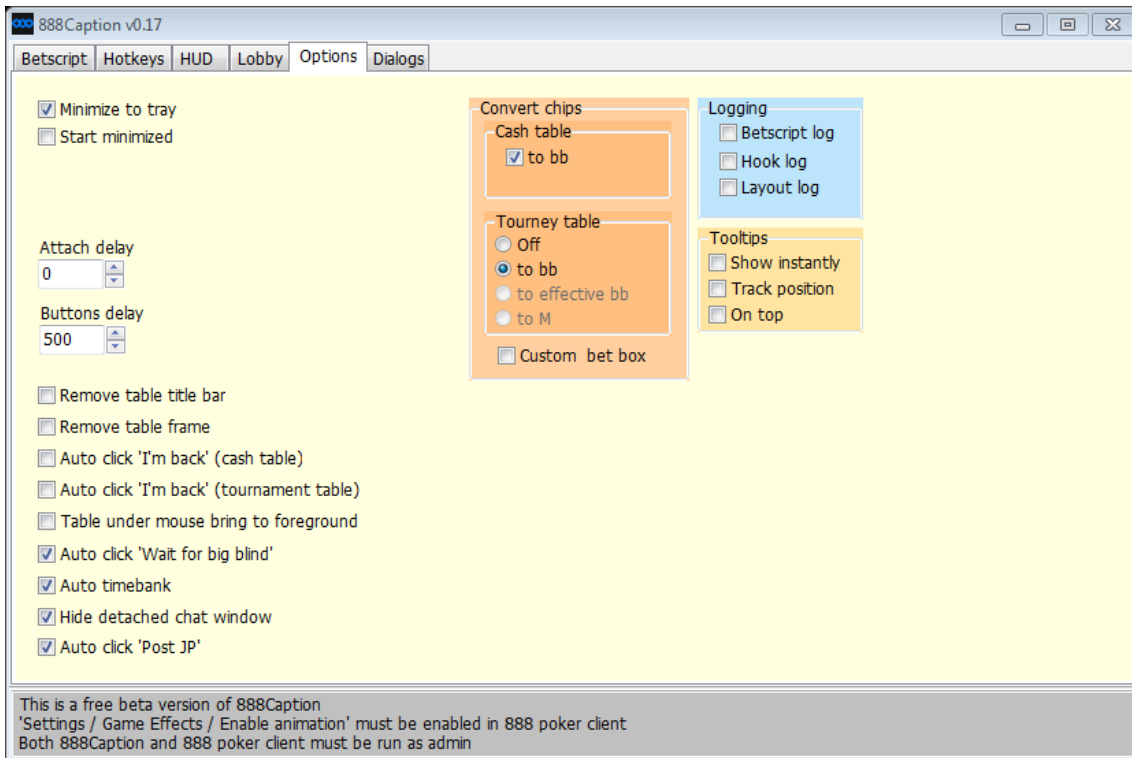 888Caption v0.17
Betscript Hotkeys HUD Lobby Options Dialogs
Minimize to tray
Start minimized
Attach delay
0
Buttons delay
500
Remove table title bar
Remove table frame
Auto click 'I'm back' (cash table)
Auto click 'I'm back' (tournament table)
Table under mouse bring to foreground
Auto click 'Wait for big blind'
Auto timebank
Hide detached chat window
Auto click 'Post JP'
Convert chips
Cash table
to bb
Tourney table
Off
to bb
to effective bb
to M
Custom bet box
Logging
Betscript log
Hook log
Layout log
Tooltips
Show instantly
Track position
On top
This is a free beta version of 888Caption
'Settings / Game Effects / Enable animation' must be enabled in 888 poker client
Both 888Caption and 888 poker client must be run as admin